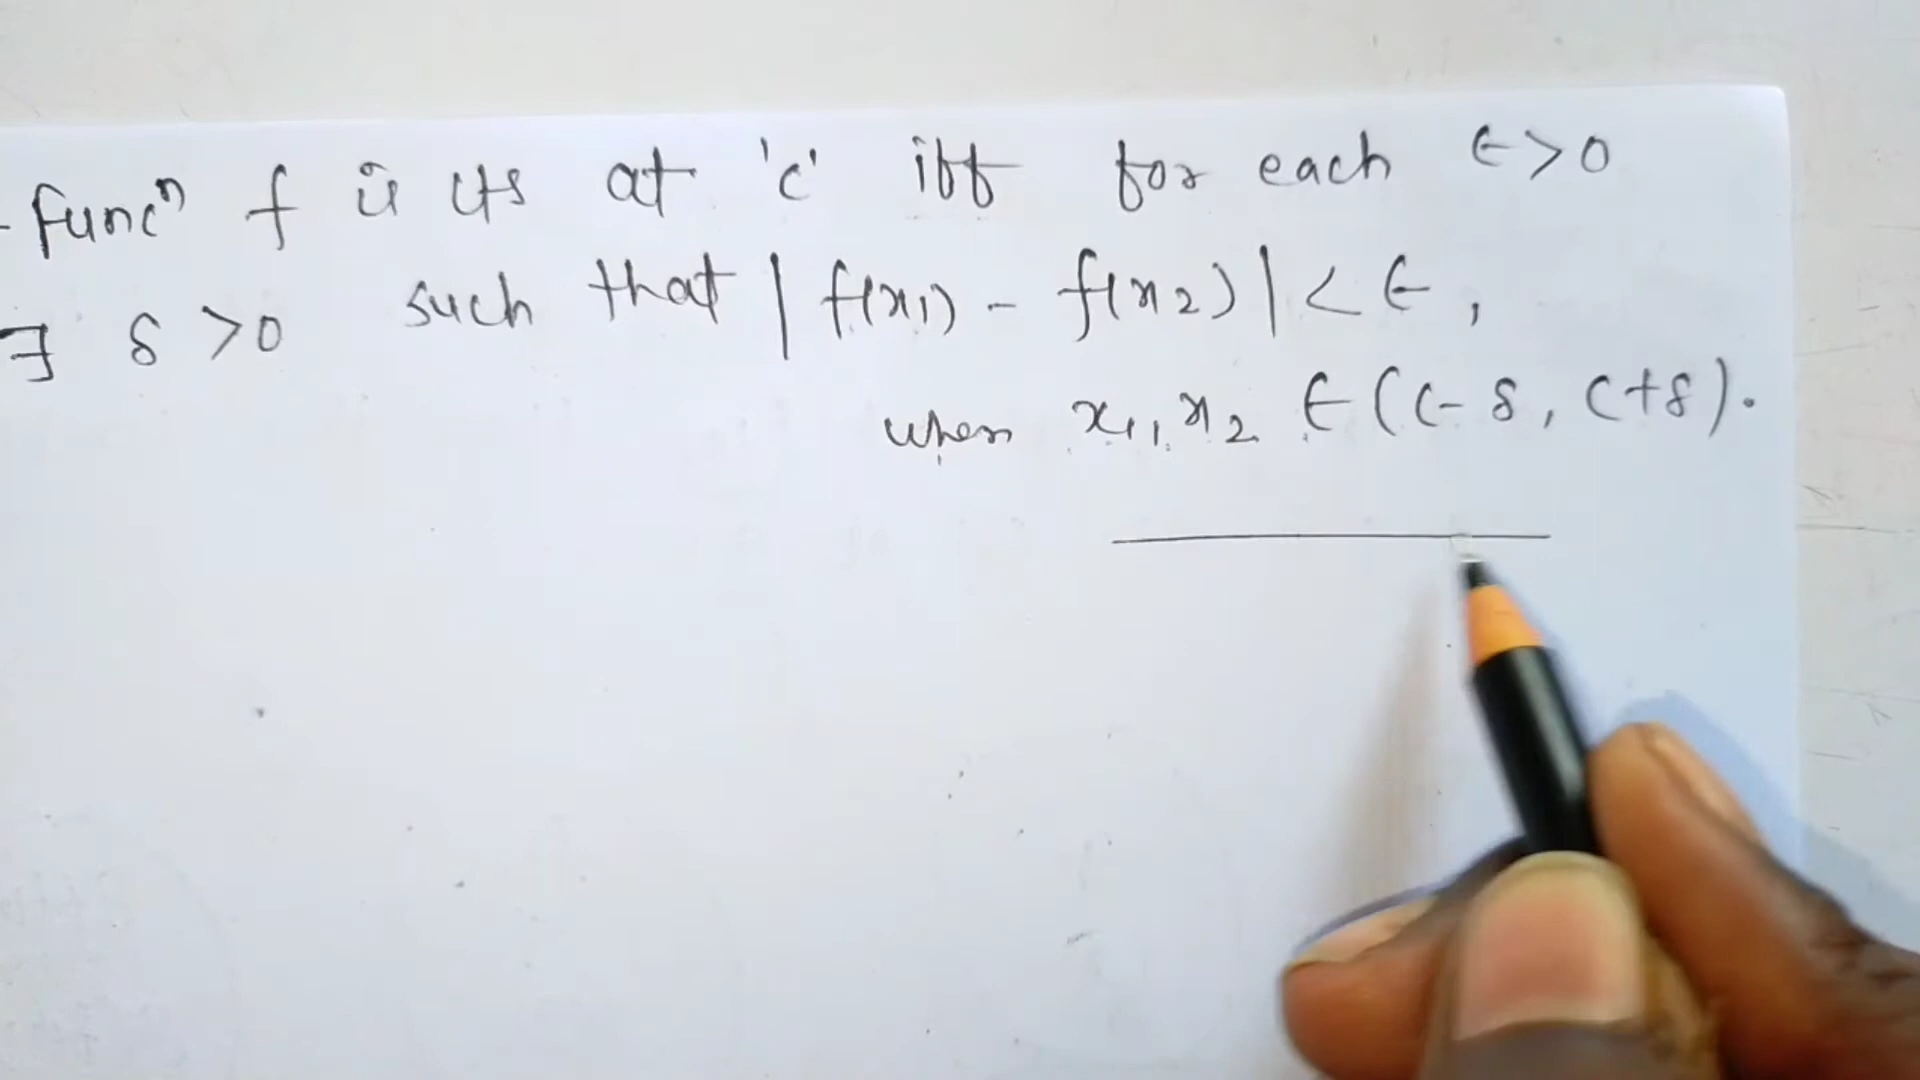 - funcⁿ f is cts at 'c' iff for each ϵ>0
∃ δ >0 such that | f(x1) - f(x2) | < ϵ ,
when x1, x2 ∈ (c-δ, c+δ).